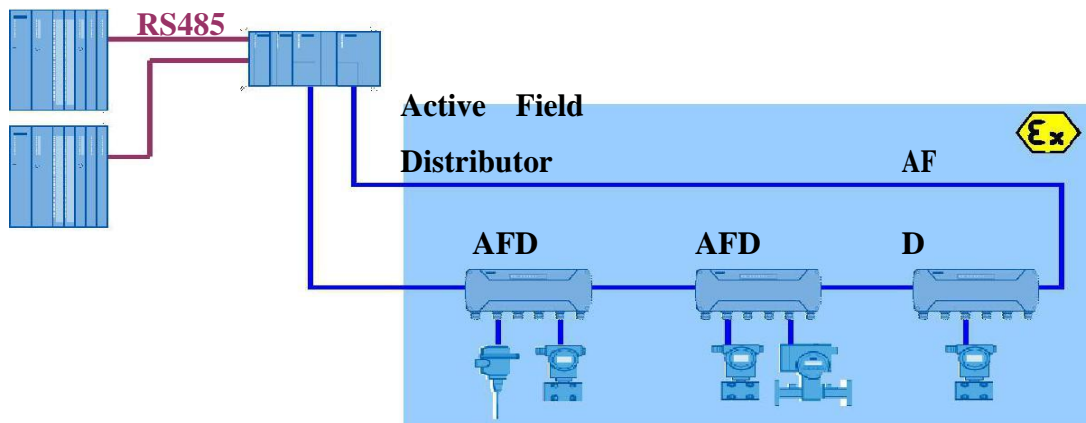 RS485
Active Field
Distributor AF
AFD AFD D
Ex